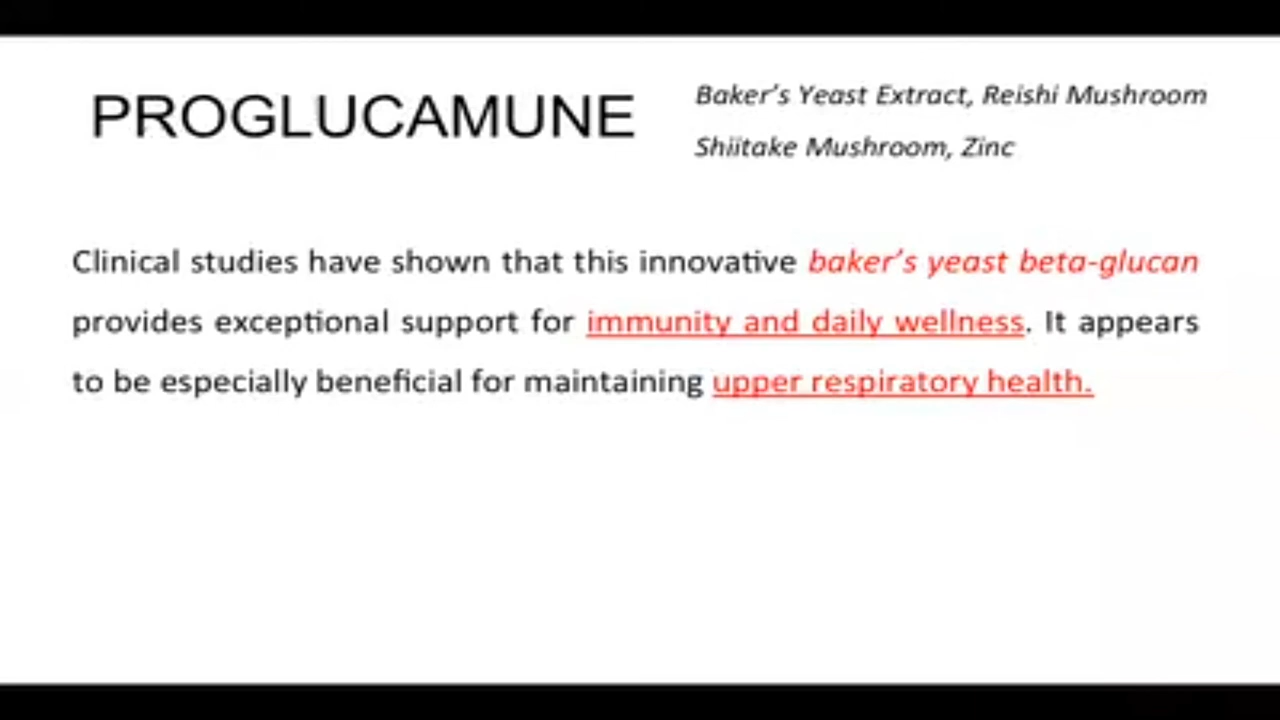 PROGLUCAMUNE
Baker's Yeast Extract, Reishi Mushroom
Shiitake Mushroom, Zinc
Clinical studies have shown that this innovative baker's yeast beta-glucan
provides exceptional support for immunity and daily wellness. It appears
to be especially beneficial for maintaining upper respiratory health.